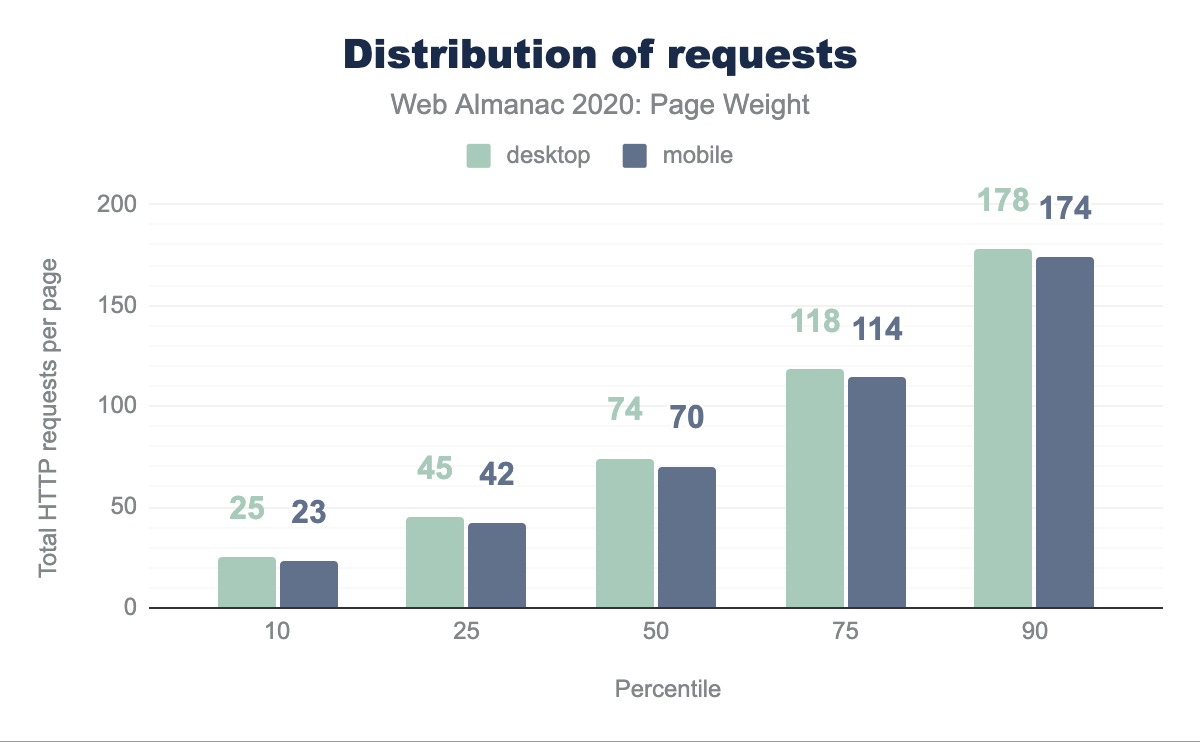 Distribution of requests
Web Almanac 2020: Page Weight
desktop mobile
Total HTTP requests per page
200
150
100
50
0
25 23
45 42
74 70
118 114
178 174
10 25 50 75 90
Percentile